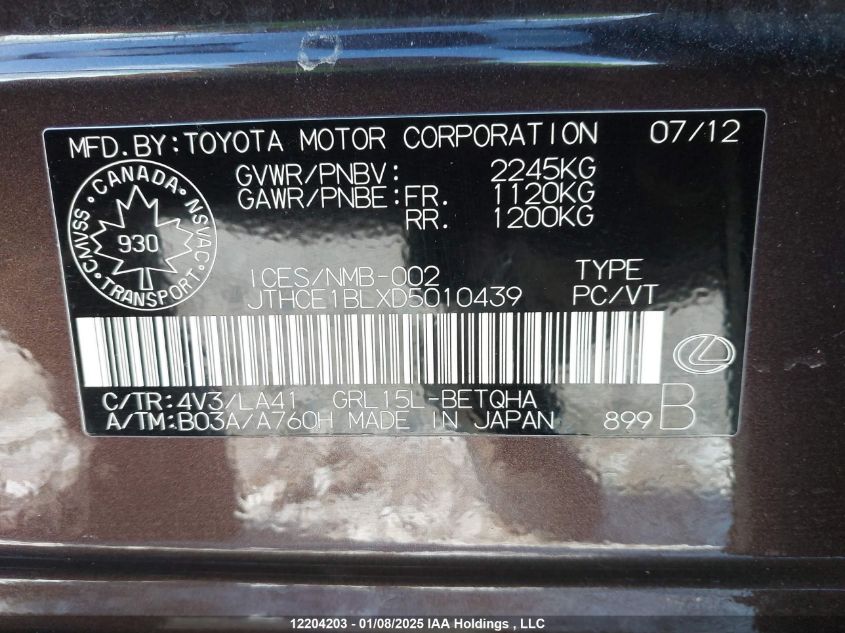 MFD.BY:TOYOTA MOTOR CORPORATION 07/12
GVWR/PNBV: 2245KG
GAWR/PNBE:FR. 1120KG
RR. 1200KG
CANADA
CMVSS · NSVAC
930
TRANSPORT
ICES/NMB-002 TYPE
JTHCE1BLXD5010439 PC/VT
C/TR:4V3/LA41 GRL15L-BETQHA
A/TM:B03A/A760H MADE IN JAPAN 899 B
12204203 - 01/08/2025 IAA Holdings , LLC